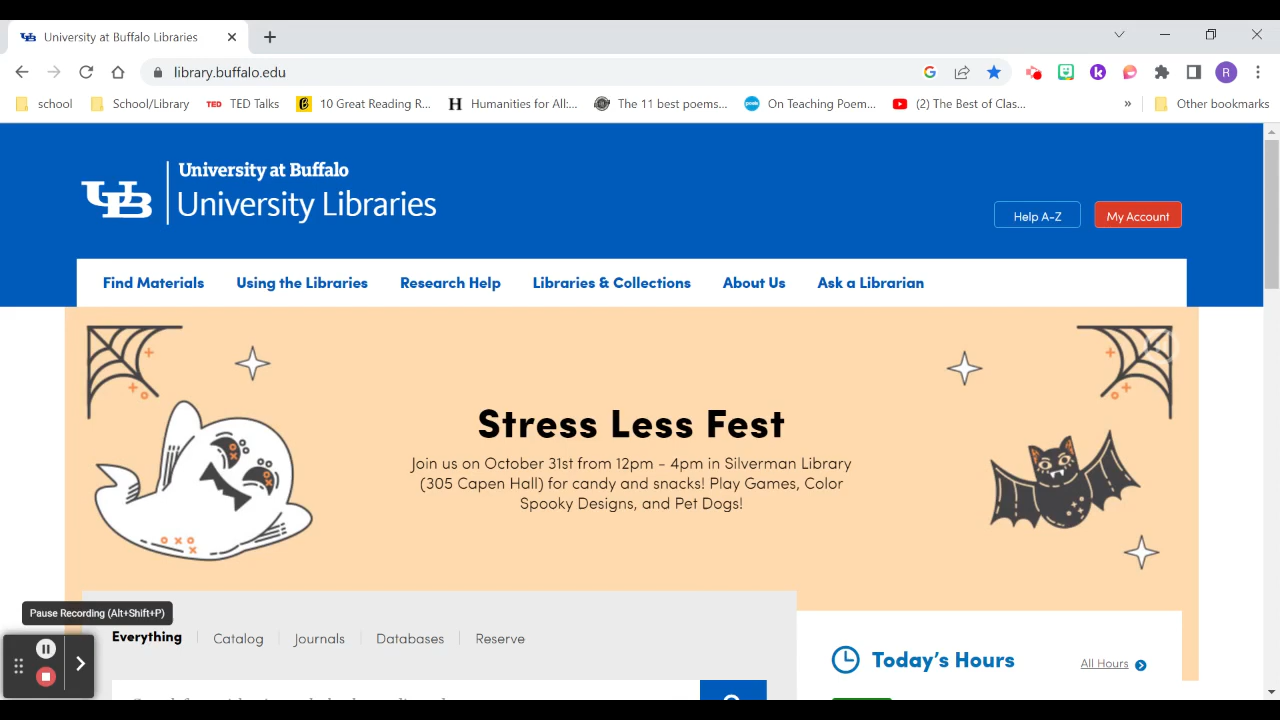 University at Buffalo Libraries
library.buffalo.edu
R
school
School/Library
TED TED Talks
10 Great Reading R...
H Humanities for All:...
The 11 best poems...
On Teaching Poem...
(2) The Best of Clas...
»
Other bookmarks
University at Buffalo
UB University Libraries
Help A-Z
My Account
Find Materials
Using the Libraries
Research Help
Libraries & Collections
About Us
Ask a Librarian
Stress Less Fest
Join us on October 31st from 12pm - 4pm in Silverman Library
(305 Capen Hall) for candy and snacks! Play Games, Color
Spooky Designs, and Pet Dogs!
Pause Recording (Alt+Shift+P)
Everything
Catalog
Journals
Databases
Reserve
Today's Hours
All Hours